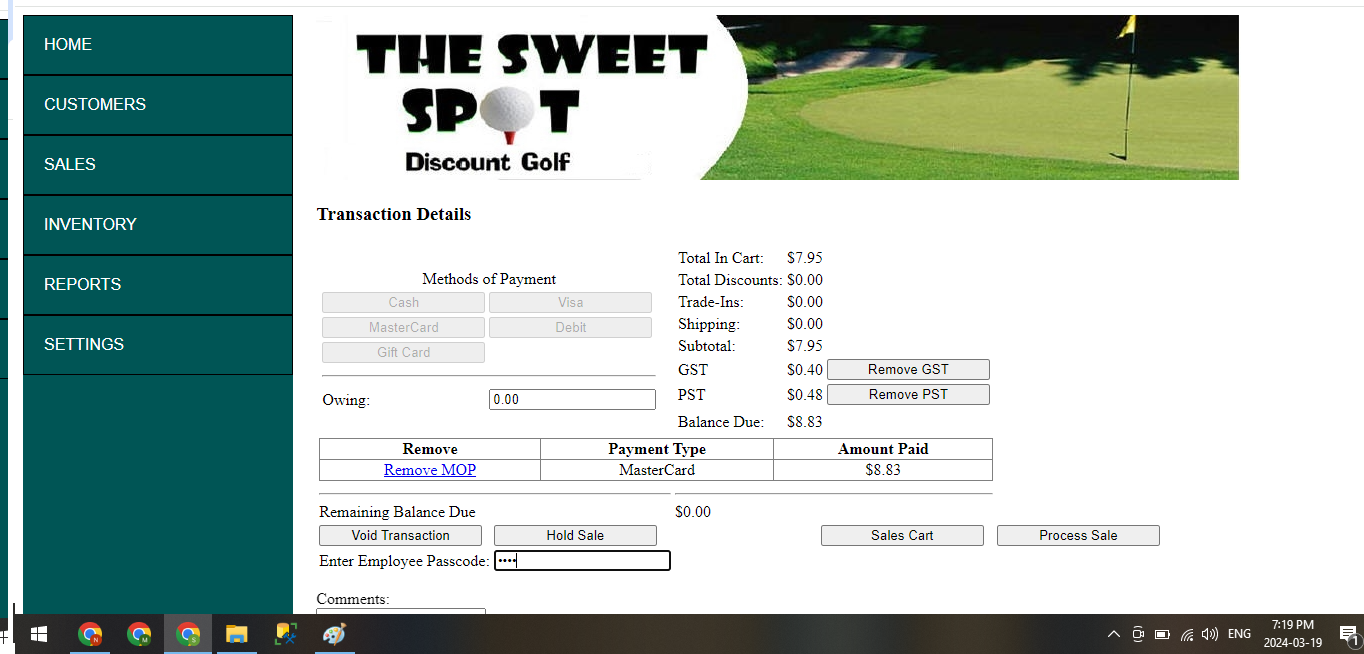 HOME
CUSTOMERS
SALES
INVENTORY
REPORTS
SETTINGS
THE SWEET
SPOT
Discount Golf
Transaction Details
Methods of Payment
Cash Visa
MasterCard Debit
Gift Card
Owing: 0.00
Total In Cart: $7.95
Total Discounts: $0.00
Trade-Ins: $0.00
Shipping: $0.00
Subtotal: $7.95
GST $0.40 Remove GST
PST $0.48 Remove PST
Balance Due: $8.83
Remove Payment Type Amount Paid
Remove MOP MasterCard $8.83
Remaining Balance Due $0.00
Void Transaction Hold Sale Sales Cart Process Sale
Enter Employee Passcode: ••••
Comments:
N M S ENG 7:19 PM
2024-03-19 1